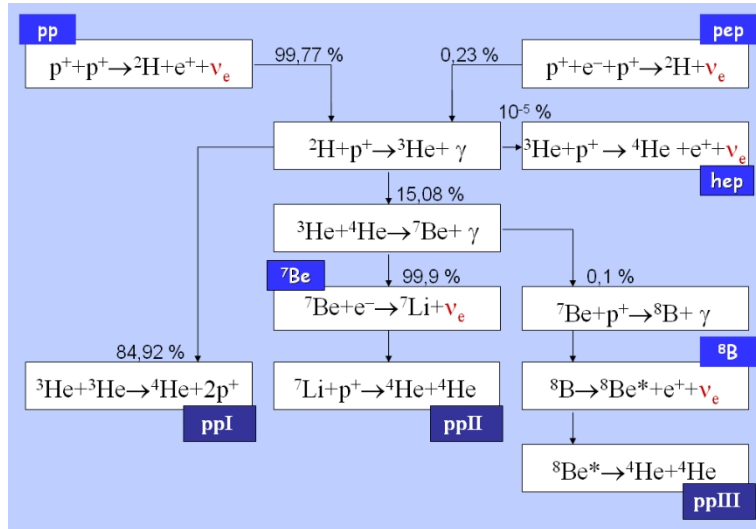 pp
pep
p⁺+p⁺→²H+e⁺+νₑ
99,77 %
0,23 %
p⁺+e⁻+p⁺→²H+νₑ
10⁻⁵ %
²H+p⁺→³He+ γ
³He+p⁺→ ⁴He +e⁺+νₑ
hep
15,08 %
³He+⁴He→⁷Be+ γ
⁷Be
99,9 %
0,1 %
⁷Be+e⁻→⁷Li+νₑ
⁷Be+p⁺→⁸B+ γ
84,92 %
⁸B
³He+³He→⁴He+2p⁺
⁷Li+p⁺→⁴He+⁴He
⁸B→⁸Be*+e⁺+νₑ
ppI
ppII
⁸Be*→⁴He+⁴He
ppIII